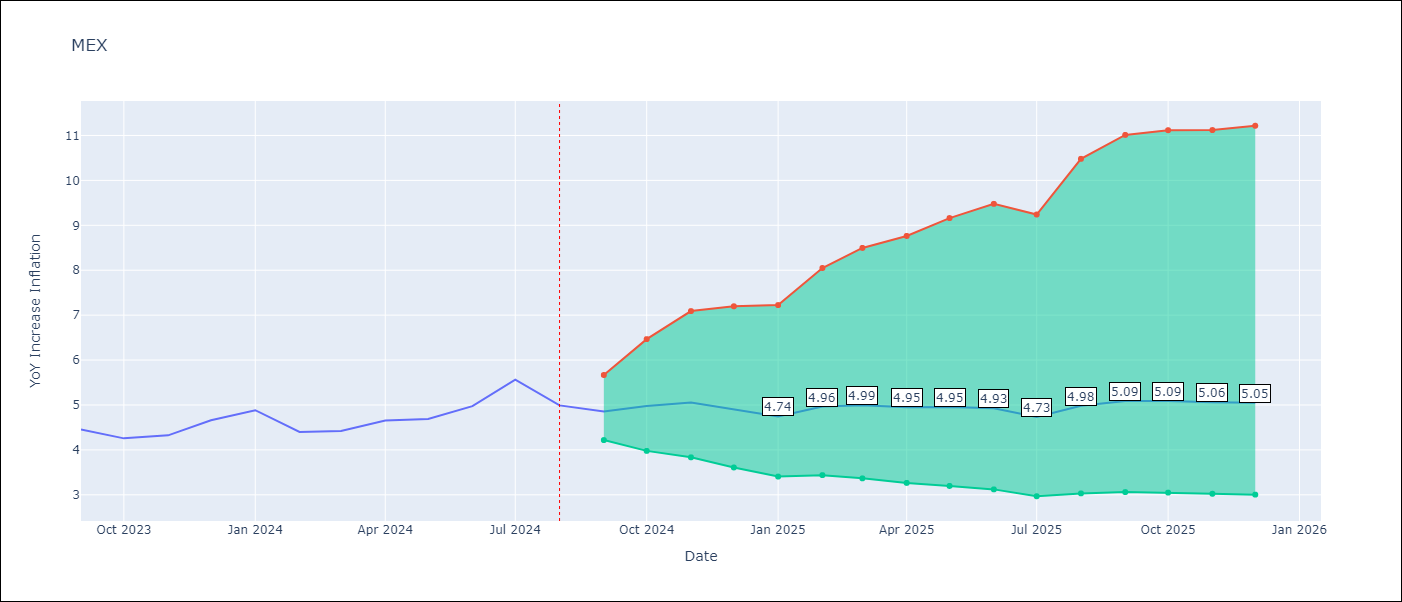 MEX
YoY Increase Inflation
11
10
9
8
7
6
5
4
3
4.74
4.96
4.99
4.95
4.95
4.93
4.73
4.98
5.09
5.09
5.06
5.05
Oct 2023
Jan 2024
Apr 2024
Jul 2024
Oct 2024
Jan 2025
Apr 2025
Jul 2025
Oct 2025
Jan 2026
Date